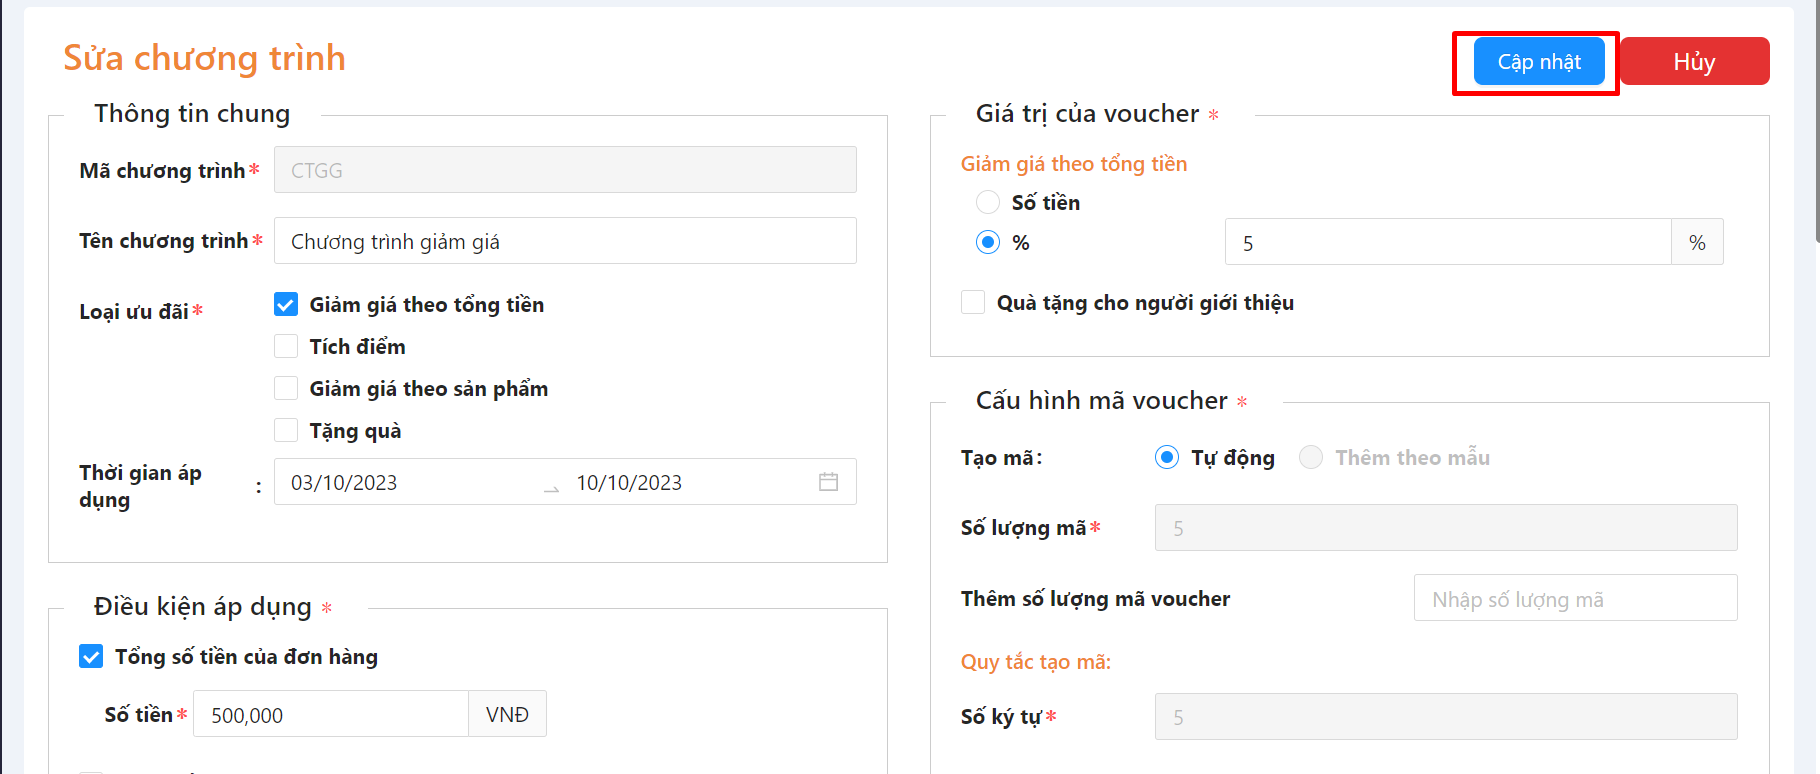 Sửa chương trình
Cập nhật
Hủy
Thông tin chung
Mã chương trình*
CTGG
Tên chương trình*
Chương trình giảm giá
Loại ưu đãi*
Giảm giá theo tổng tiền
Tích điểm
Giảm giá theo sản phẩm
Tặng quà
Thời gian áp
dụng :
03/10/2023
10/10/2023
Điều kiện áp dụng *
Tổng số tiền của đơn hàng
Số tiền* 500,000 VNĐ
Giá trị của voucher *
Giảm giá theo tổng tiền
Số tiền
% 5 %
Quà tặng cho người giới thiệu
Cấu hình mã voucher *
Tạo mã: Tự động Thêm theo mẫu
Số lượng mã* 5
Thêm số lượng mã voucher Nhập số lượng mã
Quy tắc tạo mã:
Số ký tự* 5